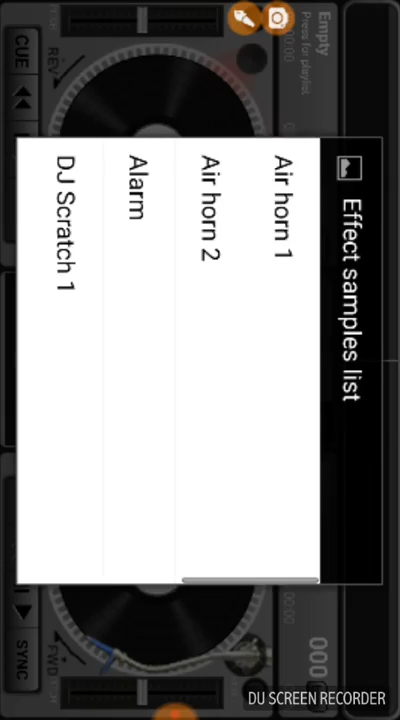 Effect samples list
Air horn 1
Air horn 2
Alarm
DJ Scratch 1
Empty
Press for playlist
CUE
REV
FWD
SYNC
000
DU SCREEN RECORDER